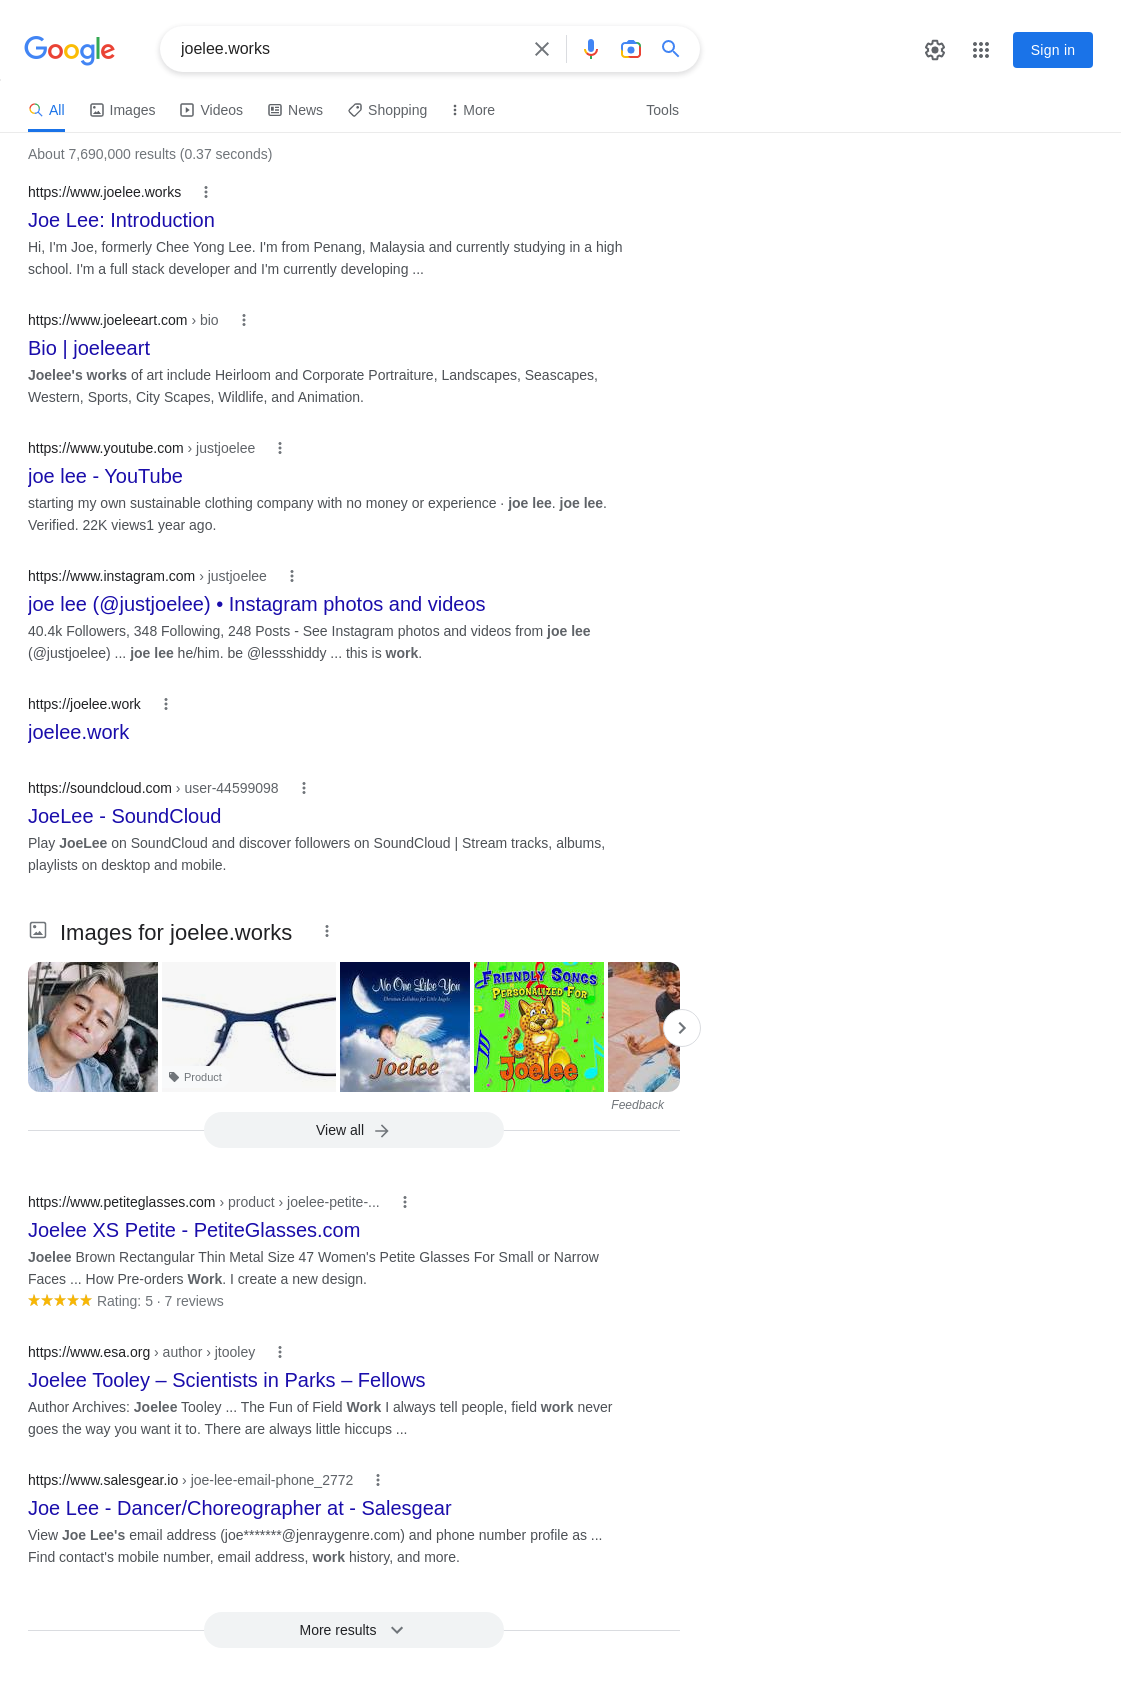 Google
joelee.works
Sign in
All
Images
Videos
News
Shopping
More
Tools
About 7,690,000 results (0.37 seconds)
https://www.joelee.works
Joe Lee: Introduction
Hi, I'm Joe, formerly Chee Yong Lee. I'm from Penang, Malaysia and currently studying in a high
school. I'm a full stack developer and I'm currently developing ...
https://www.joeleeart.com › bio
Bio | joeleeart
Joelee's works of art include Heirloom and Corporate Portraiture, Landscapes, Seascapes,
Western, Sports, City Scapes, Wildlife, and Animation.
https://www.youtube.com › justjoelee
joe lee - YouTube
starting my own sustainable clothing company with no money or experience · joe lee. joe lee.
Verified. 22K views1 year ago.
https://www.instagram.com › justjoelee
joe lee (@justjoelee) • Instagram photos and videos
40.4k Followers, 348 Following, 248 Posts - See Instagram photos and videos from joe lee
(@justjoelee) ... joe lee he/him. be @lessshiddy ... this is work.
https://joelee.work
joelee.work
https://soundcloud.com › user-44599098
JoeLee - SoundCloud
Play JoeLee on SoundCloud and discover followers on SoundCloud | Stream tracks, albums,
playlists on desktop and mobile.
Images for joelee.works
Product
No One Like You
Christian Lullabies for Little Angels
Joelee
FRIENDLY SONGS
PERSONALIZED FOR
Joelee
Feedback
View all
https://www.petiteglasses.com › product › joelee-petite-...
Joelee XS Petite - PetiteGlasses.com
Joelee Brown Rectangular Thin Metal Size 47 Women's Petite Glasses For Small or Narrow
Faces ... How Pre-orders Work. I create a new design.
Rating: 5 · 7 reviews
https://www.esa.org › author › jtooley
Joelee Tooley – Scientists in Parks – Fellows
Author Archives: Joelee Tooley ... The Fun of Field Work I always tell people, field work never
goes the way you want it to. There are always little hiccups ...
https://www.salesgear.io › joe-lee-email-phone_2772
Joe Lee - Dancer/Choreographer at - Salesgear
View Joe Lee's email address (joe*******@jenraygenre.com) and phone number profile as ...
Find contact's mobile number, email address, work history, and more.
More results